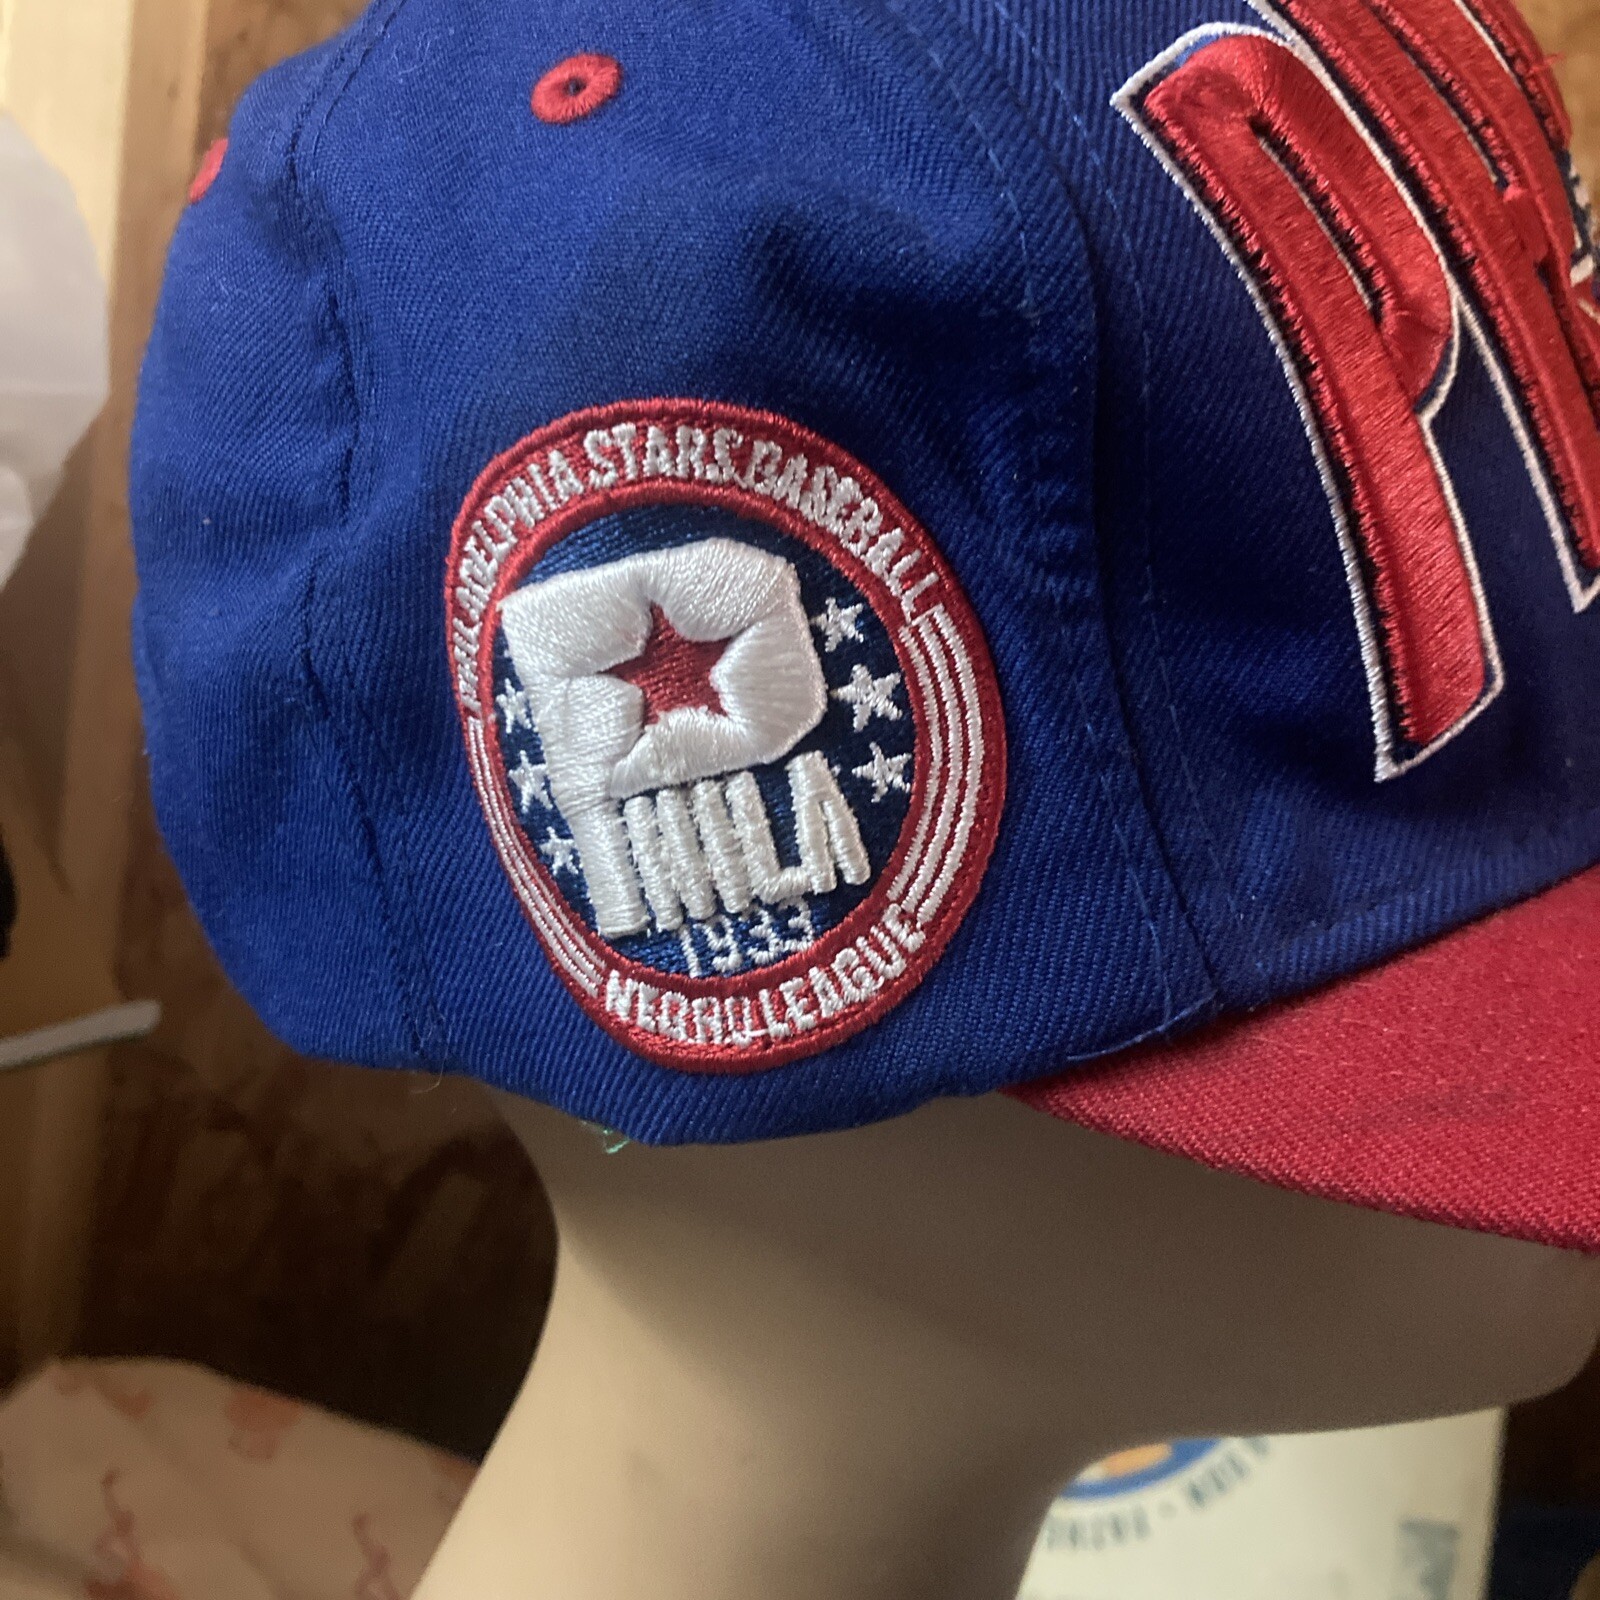 PH
PHILADELPHIA STARS BASEBALL
PHILA
1933
NEGRO LEAGUE